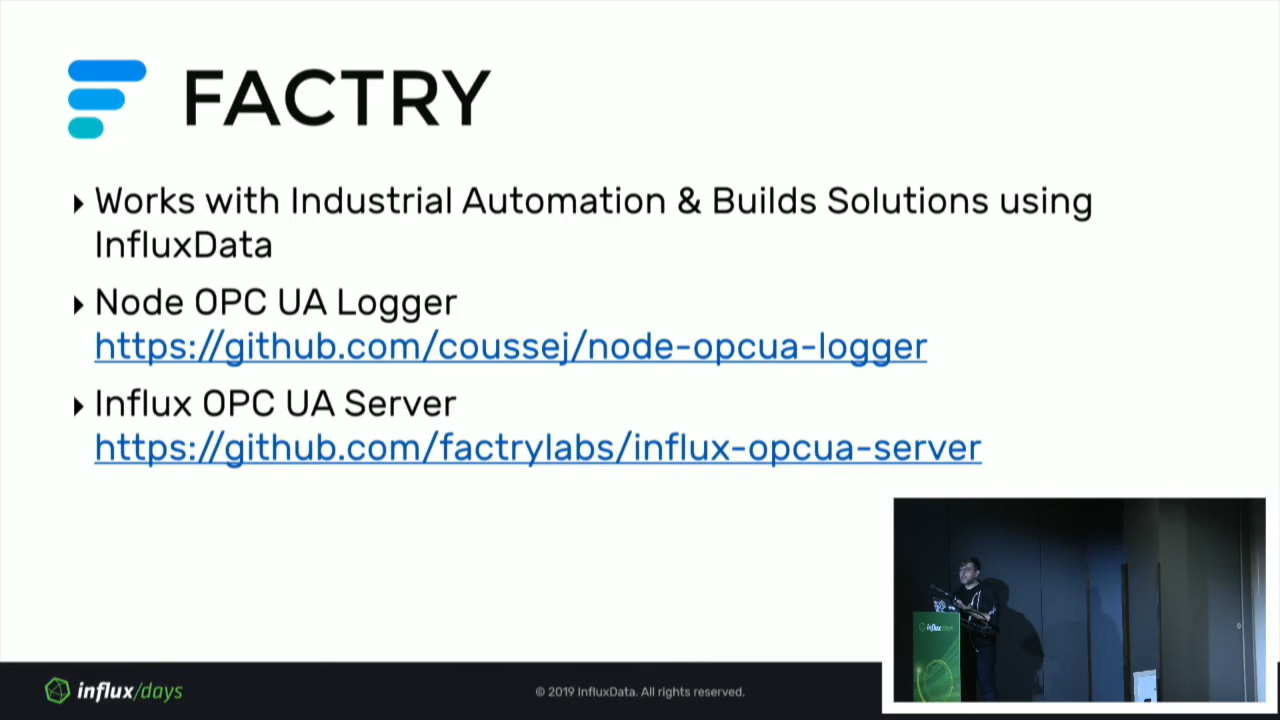 FACTRY
Works with Industrial Automation & Builds Solutions using
InfluxData
Node OPC UA Logger
https://github.com/coussej/node-opcua-logger
Influx OPC UA Server
https://github.com/factrylabs/influx-opcua-server
influx/days
influx/days
© 2019 InfluxData. All rights reserved.